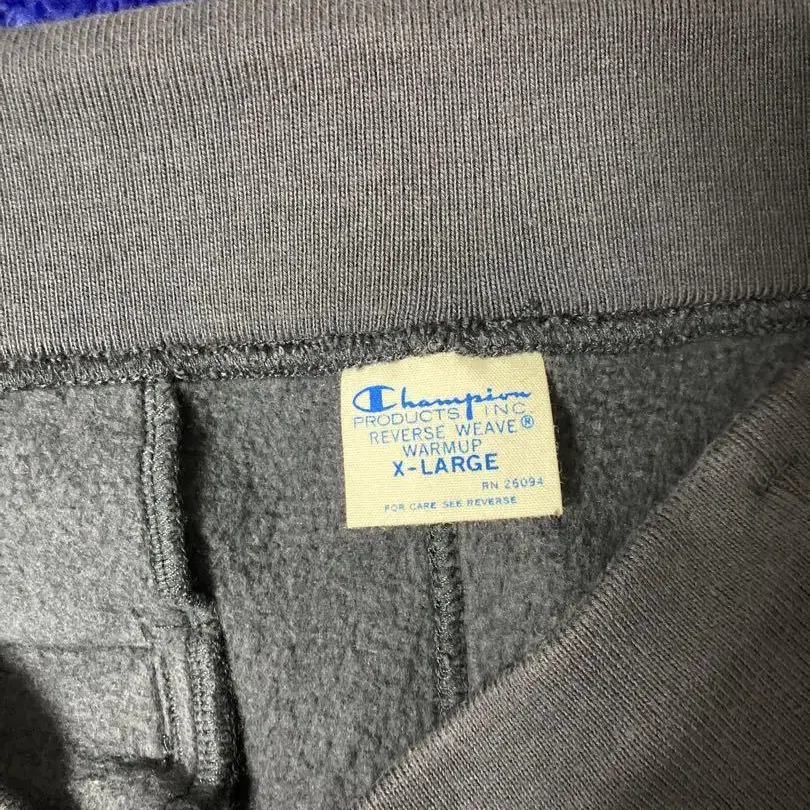 Champion
PRODUCTS INC.
REVERSE WEAVE®
WARMUP
X-LARGE
RN 26094
FOR CARE SEE REVERSE